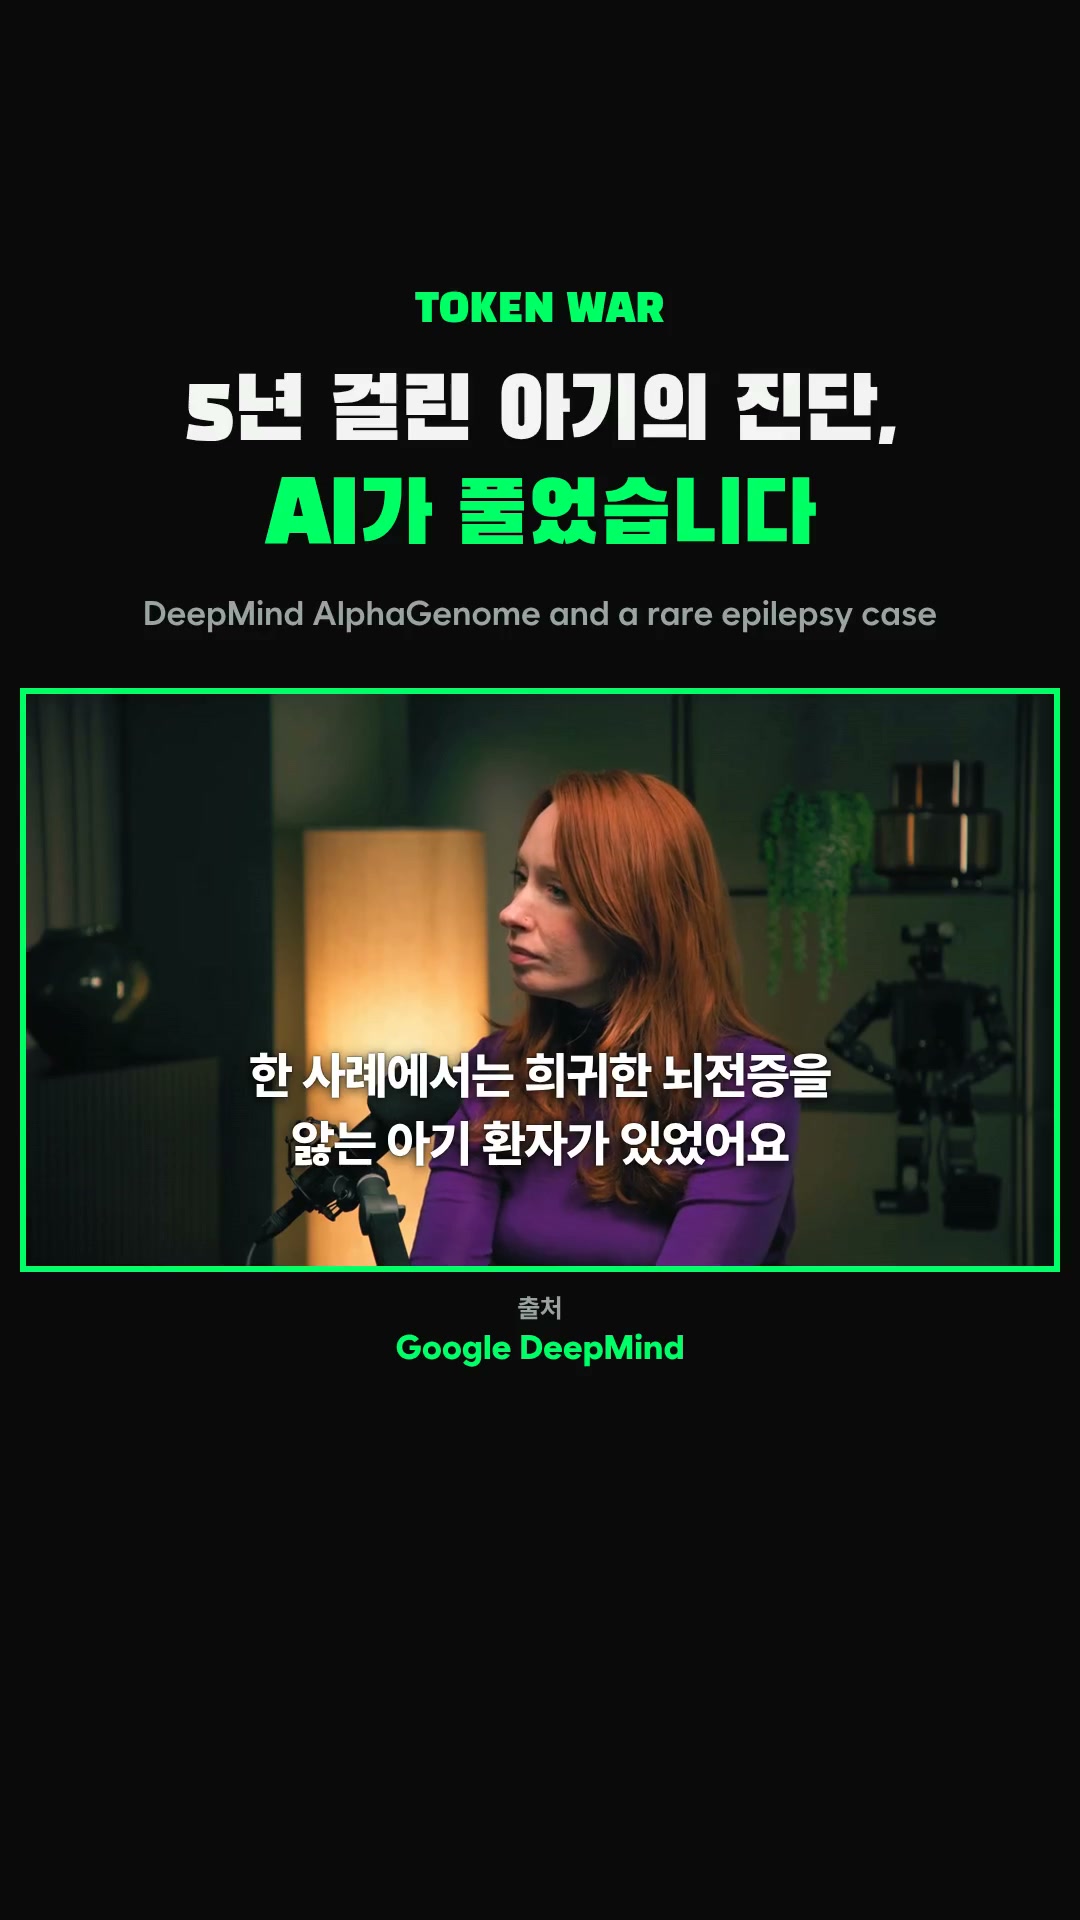 TOKEN WAR
5년 걸린 아기의 진단,
AI가 풀었습니다
DeepMind AlphaGenome and a rare epilepsy case
한 사례에서는 희귀한 뇌전증을
앓는 아기 환자가 있었어요
출처
Google DeepMind